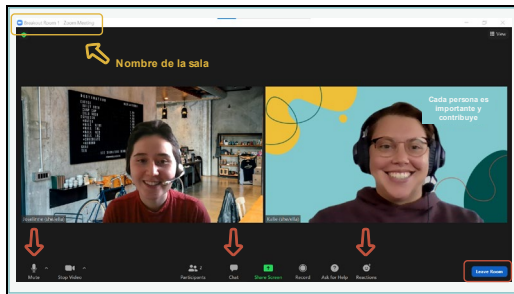 Breakout Room 1 - Zoom Meeting
View
Nombre de la sala
Cada persona es
importante y
contribuye
Mute
Stop Video
Participants
Chat
Share Screen
Record
Ask for Help
Reactions
Leave Room